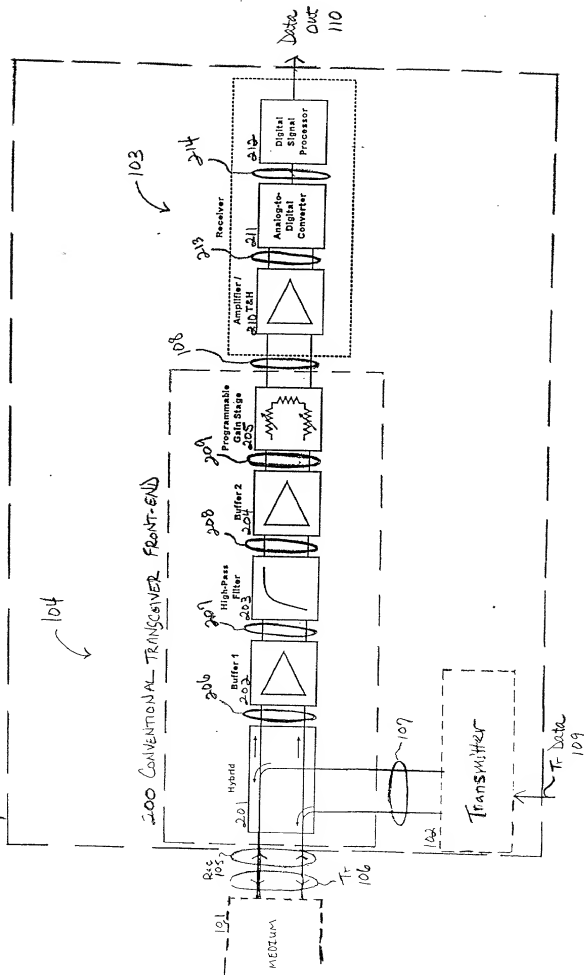 104
200 CONVENTIONAL TRANSCEIVER FRONT-END
103
101
MEDIUM
Rec
105
Tr
106
Hybrid
201
206
Buffer 1
202
207
High-Pass
Filter
203
208
Buffer 2
204
209
Programmable
Gain Stage
205
108
Receiver
Amplifier /
210 T&H
213
211
Analog-to-
Digital
Converter
214
212
Digital
Signal
Processor
Data
out
110
107
102
Transmitter
Tr Data
109